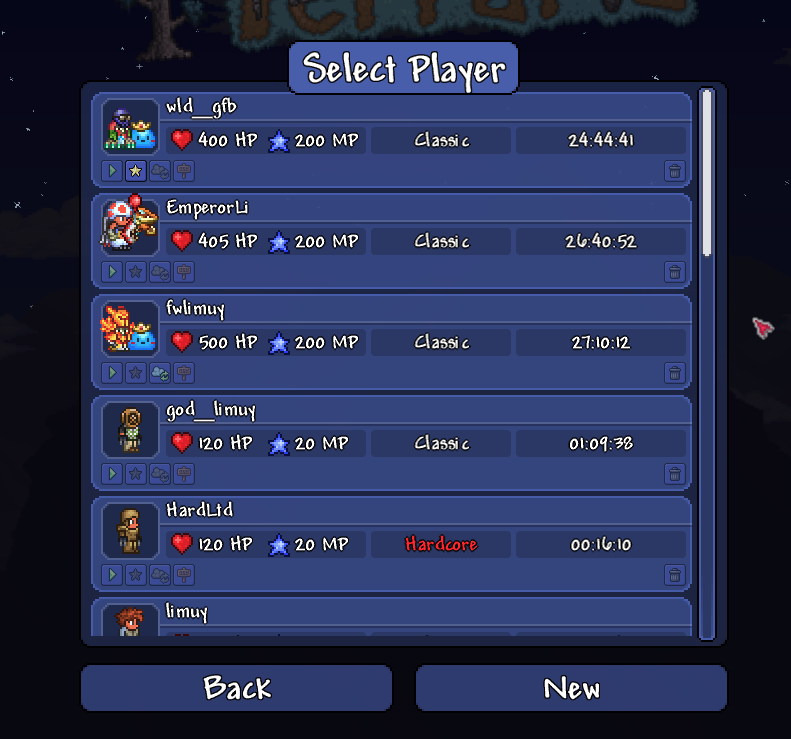 Select Player
wld__gfb
400 HP 200 MP Classic 24:44:41
EmperorLi
405 HP 200 MP Classic 26:40:52
fwlimuy
500 HP 200 MP Classic 27:10:12
god__limuy
120 HP 20 MP Classic 01:09:38
HardLtd
120 HP 20 MP Hardcore 00:16:10
limuy
Back New